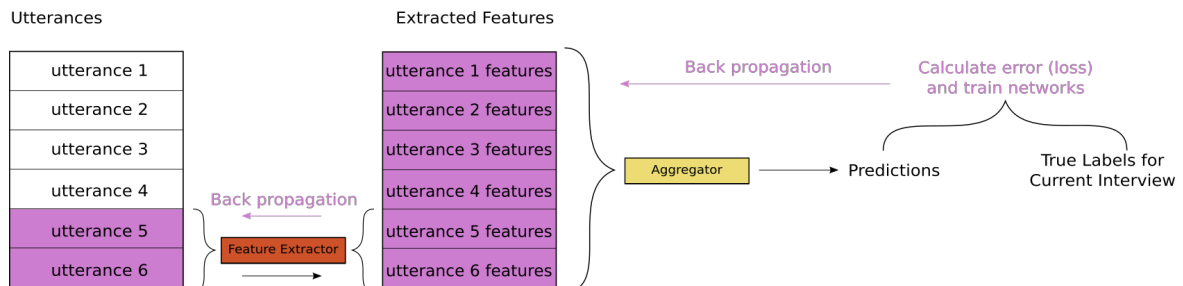 Utterances
Extracted Features
utterance 1
utterance 2
utterance 3
utterance 4
utterance 5
utterance 6
Back propagation
Feature Extractor
utterance 1 features
utterance 2 features
utterance 3 features
utterance 4 features
utterance 5 features
utterance 6 features
Back propagation
Calculate error (loss)
and train networks
Aggregator
Predictions
True Labels for
Current Interview